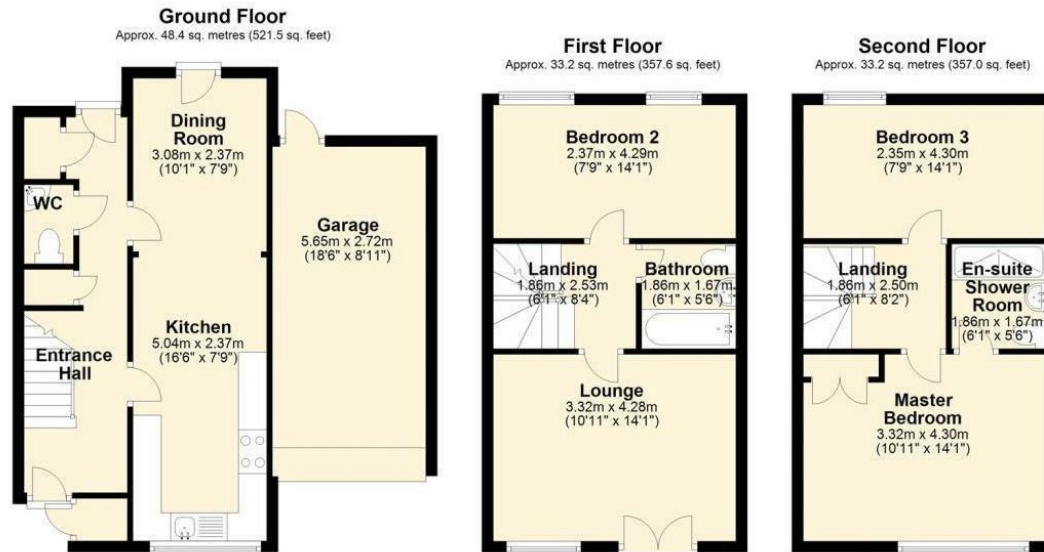 Ground Floor
Approx. 48.4 sq. metres (521.5 sq. feet)
Dining
Room
3.08m x 2.37m
(10'1" x 7'9")
WC
Garage
5.65m x 2.72m
(18'6" x 8'11")
Kitchen
5.04m x 2.37m
(16'6" x 7'9")
Entrance
Hall
First Floor
Approx. 33.2 sq. metres (357.6 sq. feet)
Bedroom 2
2.37m x 4.29m
(7'9" x 14'1")
Landing
1.86m x 2.53m
(6'1" x 8'4")
Bathroom
1.86m x 1.67m
(6'1" x 5'6")
Lounge
3.32m x 4.28m
(10'11" x 14'1")
Second Floor
Approx. 33.2 sq. metres (357.0 sq. feet)
Bedroom 3
2.35m x 4.30m
(7'9" x 14'1")
Landing
1.86m x 2.50m
(6'1" x 8'2")
En-suite
Shower
Room
1.86m x 1.67m
(6'1" x 5'6")
Master
Bedroom
3.32m x 4.30m
(10'11" x 14'1")